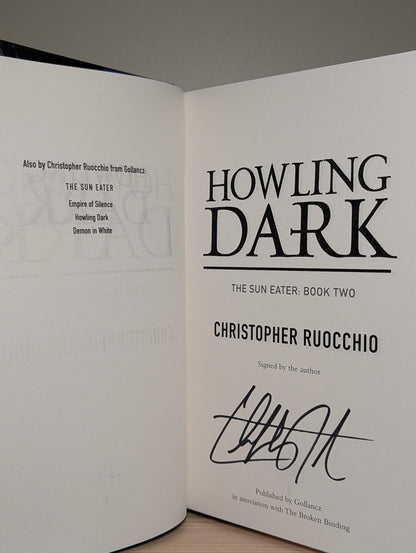 Also by Christopher Ruocchio from Gollancz:
THE SUN EATER
Empire of Silence
Howling Dark
Demon in White
HOWLING
DARK
THE SUN EATER: BOOK TWO
CHRISTOPHER RUOCCHIO
Signed by the author
Published by Gollancz
in association with The Broken Binding